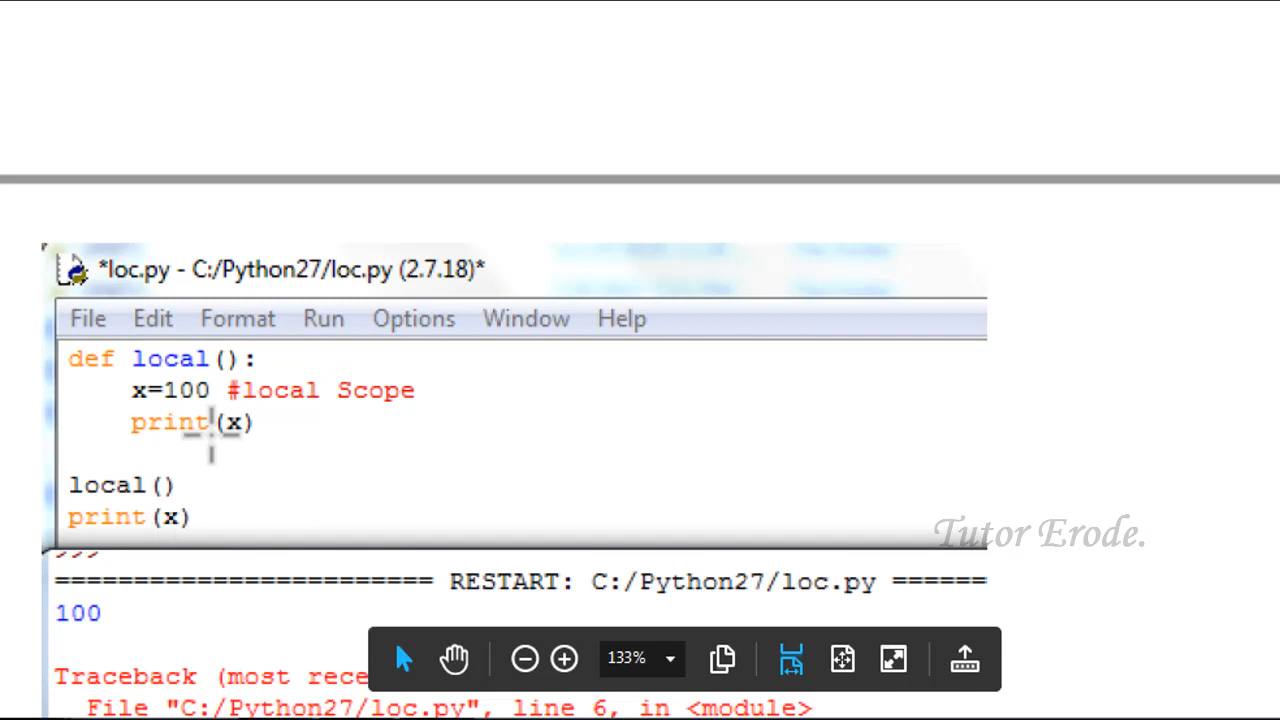 *loc.py - C:/Python27/loc.py (2.7.18)*
File Edit Format Run Options Window Help
def local():
    x=100 #local Scope
    print(x)
local()
print(x)
Tutor Erode.
>>>
======================== RESTART: C:/Python27/loc.py ======
100
133%
Traceback (most rece
  File "C:/Python27/loc.py", line 6, in <module>